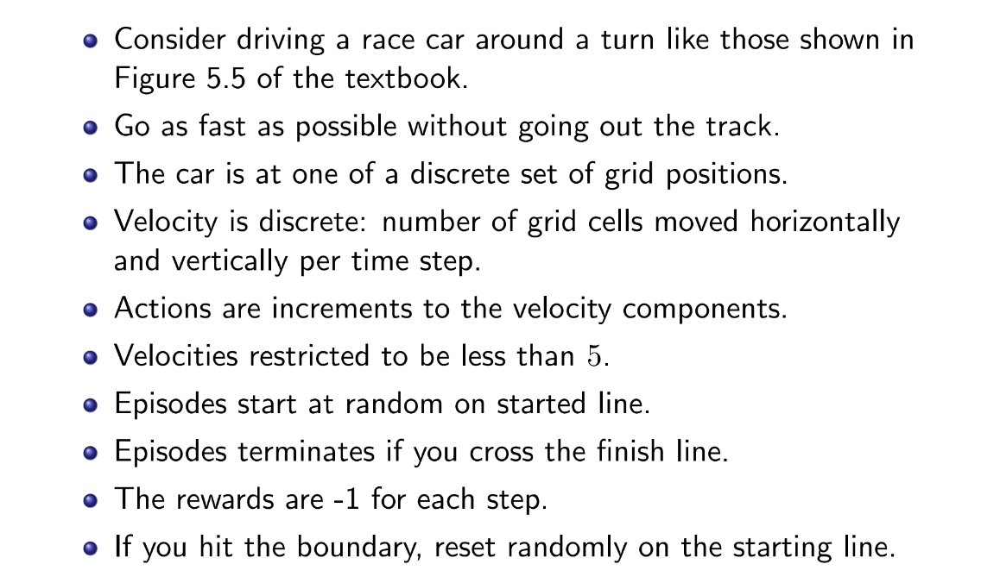 Consider driving a race car around a turn like those shown in
Figure 5.5 of the textbook.
Go as fast as possible without going out the track.
The car is at one of a discrete set of grid positions.
Velocity is discrete: number of grid cells moved horizontally
and vertically per time step.
Actions are increments to the velocity components.
Velocities restricted to be less than 5.
Episodes start at random on started line.
Episodes terminates if you cross the finish line.
The rewards are -1 for each step.
If you hit the boundary, reset randomly on the starting line.